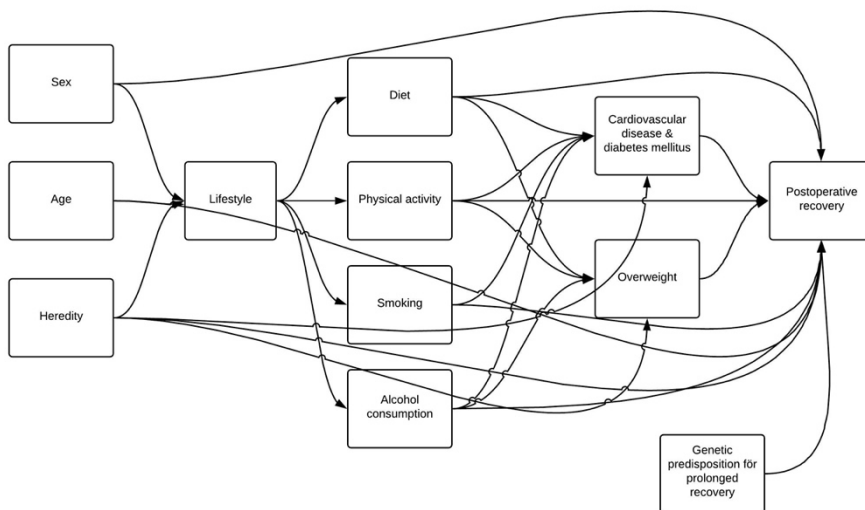 Sex
Age
Heredity
Lifestyle
Diet
Physical activity
Smoking
Alcohol
consumption
Cardiovascular
disease &
diabetes mellitus
Overweight
Postoperative
recovery
Genetic
predisposition för
prolonged
recovery